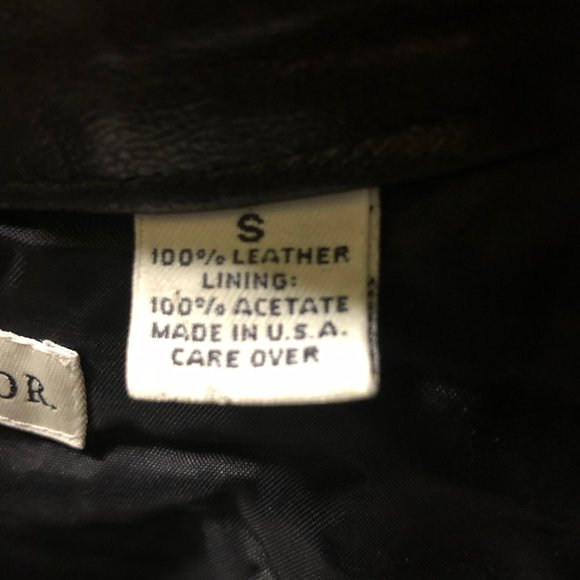 S
100% LEATHER
LINING:
100% ACETATE
MADE IN U.S.A.
CARE OVER
OR.